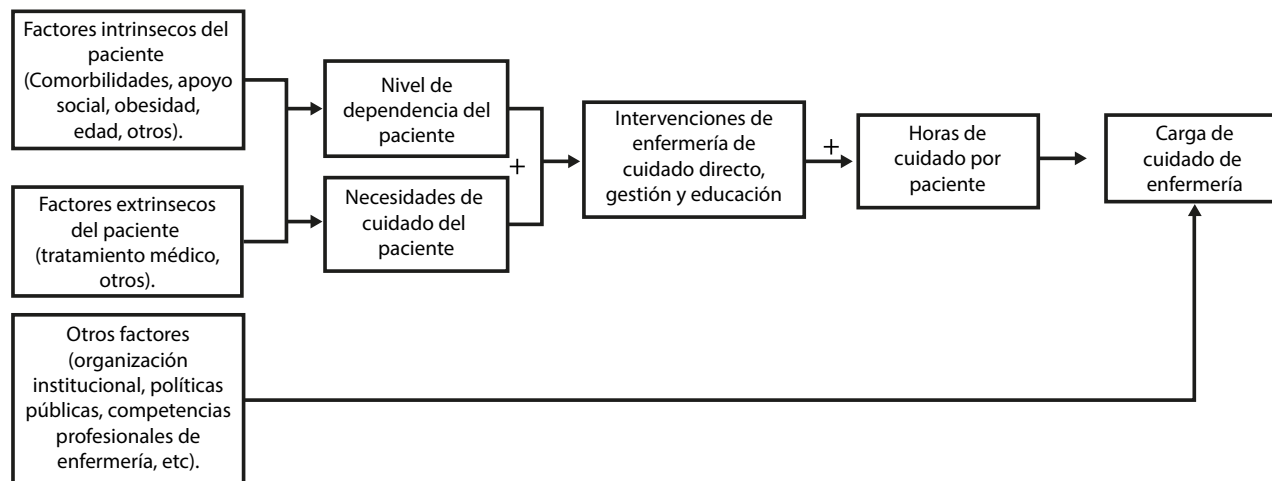 Factores intrinsecos del
paciente
(Comorbilidades, apoyo
social, obesidad,
edad, otros).
Factores extrinsecos
del paciente
(tratamiento médico,
otros).
Otros factores
(organización
institucional, políticas
públicas, competencias
profesionales de
enfermería, etc).
Nivel de
dependencia del
paciente
+
Necesidades de
cuidado del
paciente
Intervenciones de
enfermería de
cuidado directo,
gestión y educación
+
Horas de
cuidado por
paciente
Carga de
cuidado de
enfermería